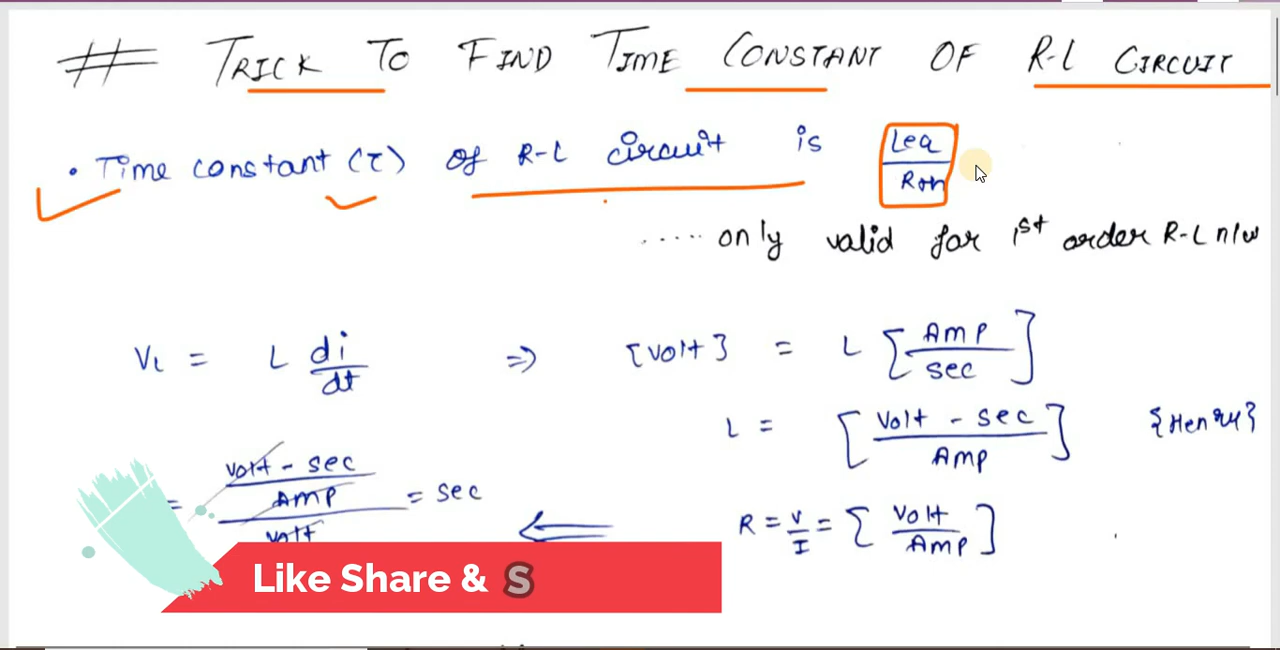 # TRICK TO FIND TIME CONSTANT OF R-L CIRCUIT
• Time constant (τ) of R-L circuit is Leq / RTh
..... only valid for 1st order R-L n/w
VL = L di/dt ⇒ [Volt] = L [Amp/sec]
L = [Volt - sec / Amp] {Henry}
= Volt - sec / Amp / Volt = sec ⇐ R = V/I = [Volt/Amp]
Like Share & S